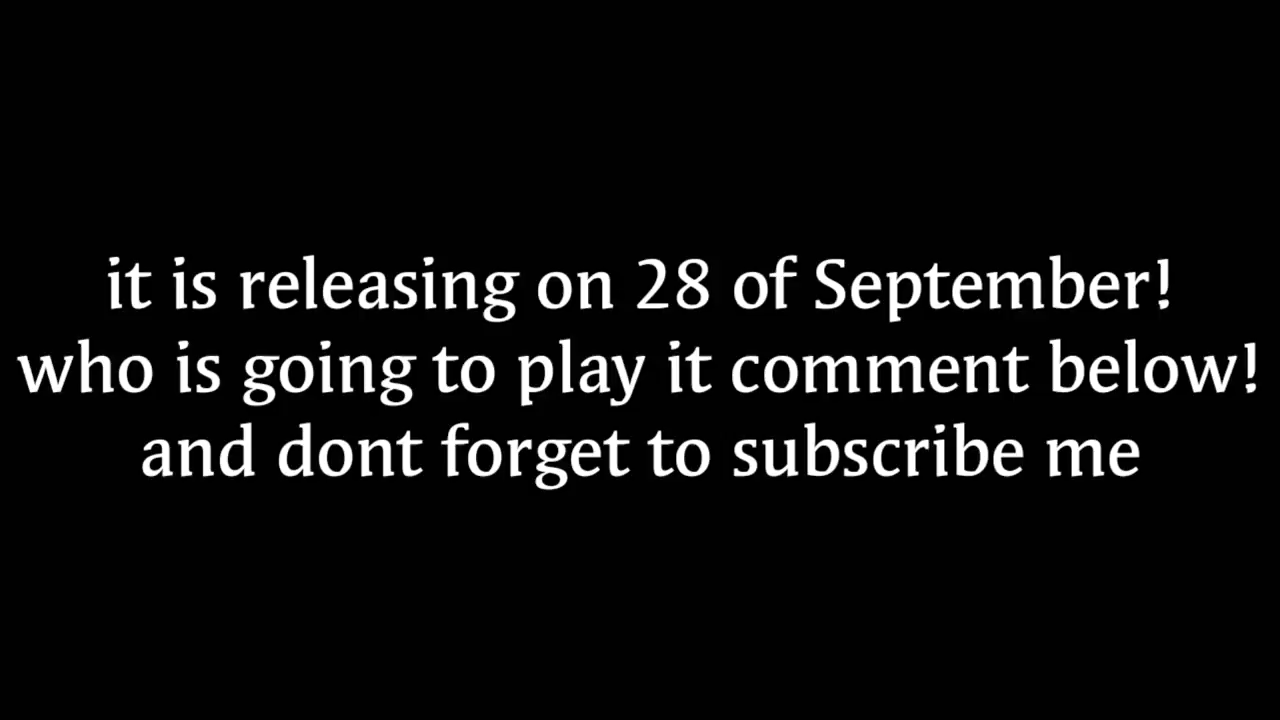 it is releasing on 28 of September!
who is going to play it comment below!
and dont forget to subscribe me